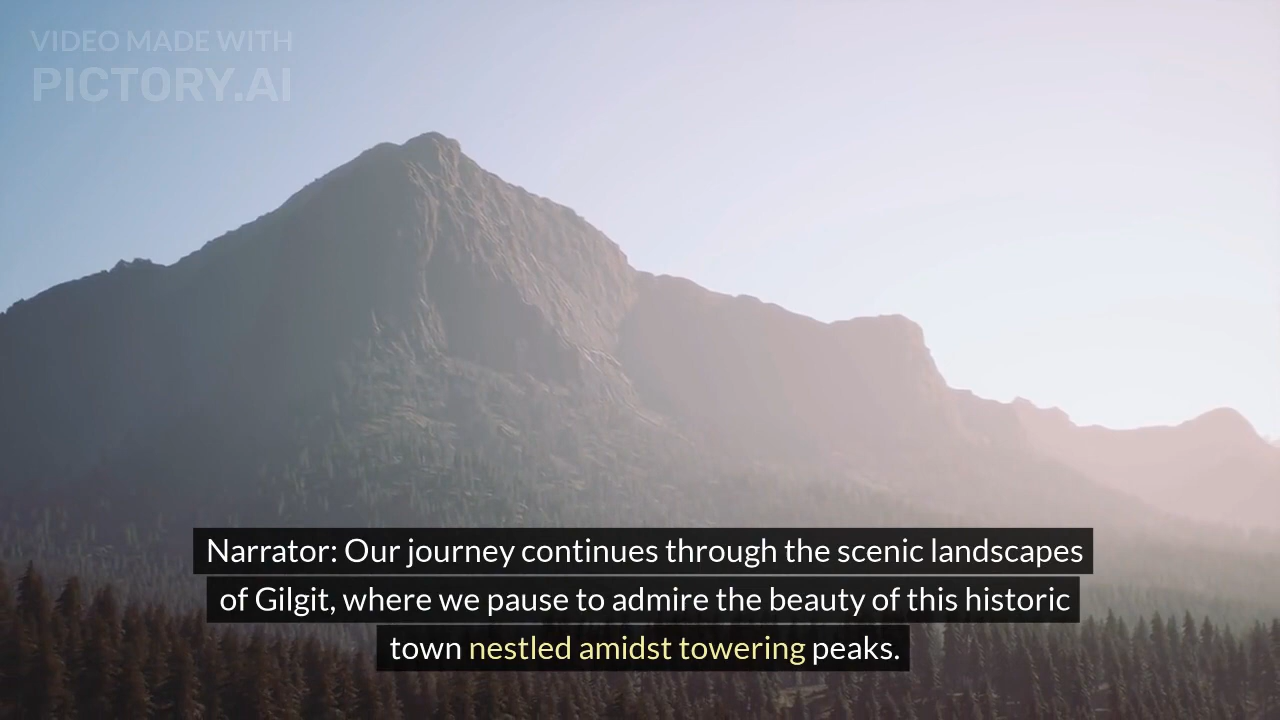 VIDEO MADE WITH
PICTORY.AI
Narrator: Our journey continues through the scenic landscapes
of Gilgit, where we pause to admire the beauty of this historic
town nestled amidst towering peaks.